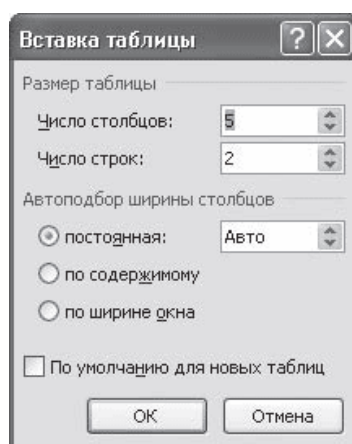 Вставка таблицы
Размер таблицы
Число столбцов: 5
Число строк: 2
Автоподбор ширины столбцов
постоянная: Авто
по содержимому
по ширине окна
По умолчанию для новых таблиц
ОК Отмена